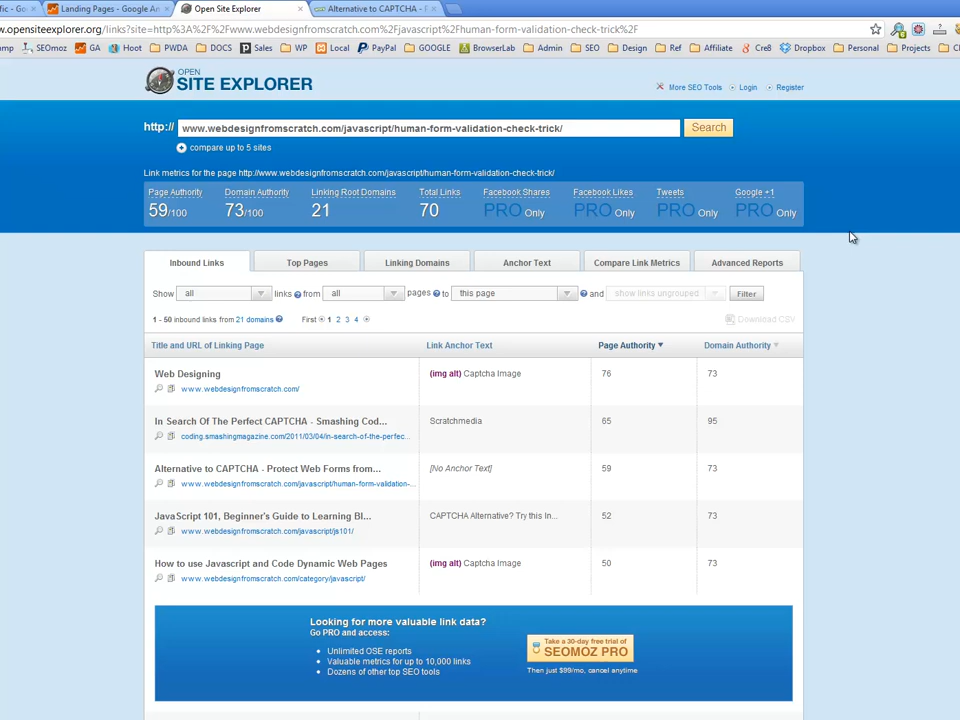 fic - Go
Landing Pages - Google An
Open Site Explorer
Alternative to CAPTCHA - P
w.opensiteexplorer.org/links?site=http%3A%2F%2Fwww.webdesignfromscratch.com%2Fjavascript%2Fhuman-form-validation-check-trick%2F
amp SEOmoz GA Hoot PWDA DOCS Sales WP Local PayPal GOOGLE BrowserLab Admin SEO Design Ref Affiliate Cre8 Dropbox Personal Projects
OPEN
SITE EXPLORER
More SEO Tools Login Register
http:// www.webdesignfromscratch.com/javascript/human-form-validation-check-trick/ Search
compare up to 5 sites
Link metrics for the page http://www.webdesignfromscratch.com/javascript/human-form-validation-check-trick/
Page Authority Domain Authority Linking Root Domains Total Links Facebook Shares Facebook Likes Tweets Google +1
59/100 73/100 21 70 PRO Only PRO Only PRO Only PRO Only
Inbound Links Top Pages Linking Domains Anchor Text Compare Link Metrics Advanced Reports
Show all links from all pages to this page and show links ungrouped Filter
1 - 50 inbound links from 21 domains First 1 2 3 4 Download CSV
Title and URL of Linking Page Link Anchor Text Page Authority Domain Authority
Web Designing (img alt) Captcha Image 76 73
www.webdesignfromscratch.com/
In Search Of The Perfect CAPTCHA - Smashing Cod... Scratchmedia 65 95
coding.smashingmagazine.com/2011/03/04/in-search-of-the-perfec...
Alternative to CAPTCHA - Protect Web Forms from... [No Anchor Text] 59 73
www.webdesignfromscratch.com/javascript/human-form-validation-...
JavaScript 101, Beginner's Guide to Learning Bl... CAPTCHA Alternative? Try this In... 52 73
www.webdesignfromscratch.com/javascript/js101/
How to use Javascript and Code Dynamic Web Pages (img alt) Captcha Image 50 73
www.webdesignfromscratch.com/category/javascript/
Looking for more valuable link data?
Go PRO and access:
Unlimited OSE reports
Valuable metrics for up to 10,000 links
Dozens of other top SEO tools
Take a 30-day free trial of
SEOMOZ PRO
Then just $99/mo, cancel anytime